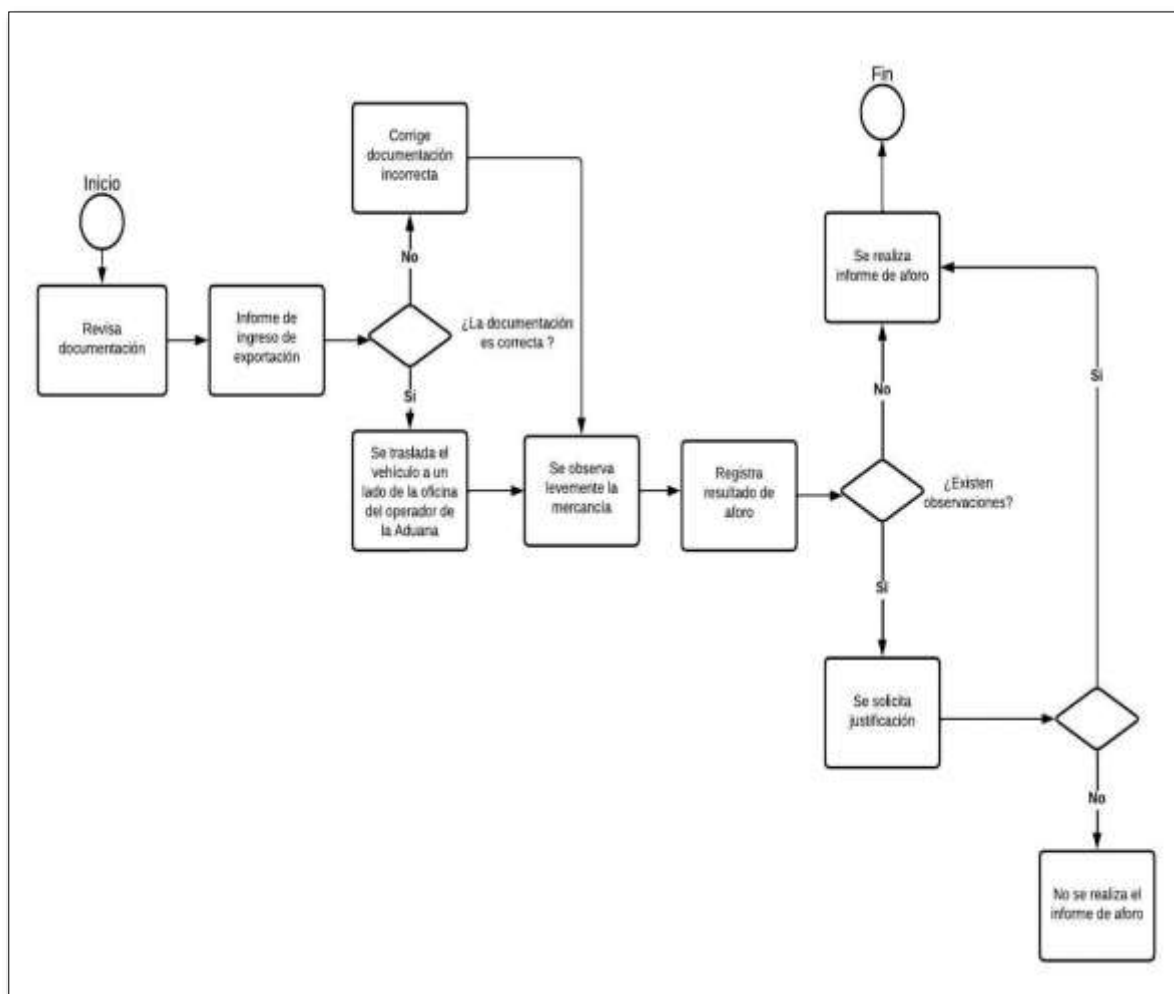 Inicio
Revisa
documentación
Informe de
ingreso de
exportación
¿La documentación
es correcta ?
No
Corrige
documentación
incorrecta
Si
Se traslada el
vehículo a un
lado de la oficina
del operador de
la Aduana
Se observa
levemente la
mercancía
Registra
resultado de
aforo
¿Existen
observaciones?
No
Se realiza
informe de aforo
Fin
Si
Se solicita
justificación
Si
No
No se realiza el
informe de aforo